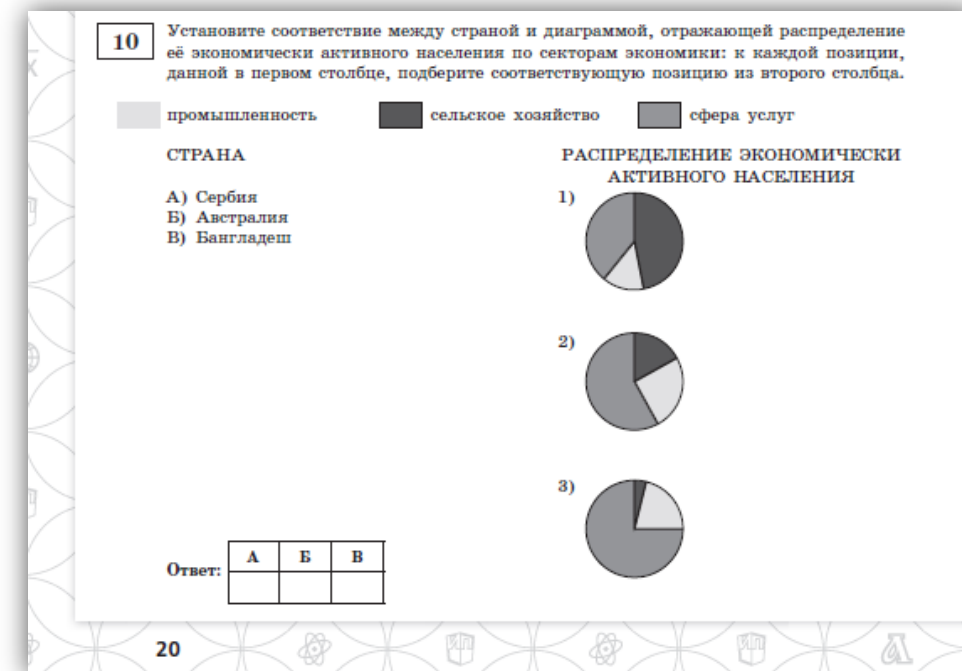 10
Установите соответствие между страной и диаграммой, отражающей распределение
её экономически активного населения по секторам экономики: к каждой позиции,
данной в первом столбце, подберите соответствующую позицию из второго столбца.
промышленность сельское хозяйство сфера услуг
СТРАНА
РАСПРЕДЕЛЕНИЕ ЭКОНОМИЧЕСКИ
АКТИВНОГО НАСЕЛЕНИЯ
А) Сербия
Б) Австралия
В) Бангладеш
1)
2)
3)
Ответ:
А Б В
20